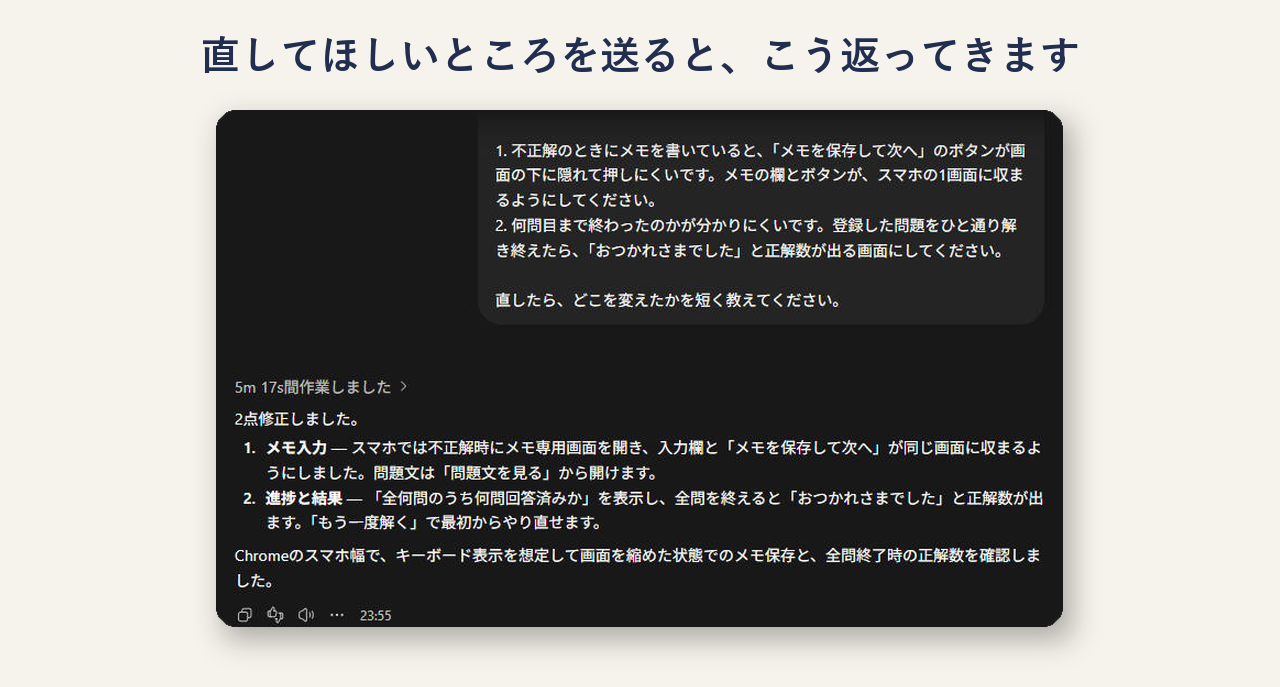 直してほしいところを送ると、こう返ってきます
1. 不正解のときにメモを書いていると、「メモを保存して次へ」のボタンが画
面の下に隠れて押しにくいです。メモの欄とボタンが、スマホの1画面に収ま
るようにしてください。
2. 何問目まで終わったのかが分かりにくいです。登録した問題をひと通り解
き終えたら、「おつかれさまでした」と正解数が出る画面にしてください。
直したら、どこを変えたかを短く教えてください。
5m 17s間作業しました
2点修正しました。
1. メモ入力 — スマホでは不正解時にメモ専用画面を開き、入力欄と「メモを保存して次へ」が同じ画面に収まるよ
うにしました。問題文は「問題文を見る」から開けます。
2. 進捗と結果 — 「全何問のうち何問回答済みか」を表示し、全問を終えると「おつかれさまでした」と正解数が出
ます。「もう一度解く」で最初からやり直せます。
Chromeのスマホ幅で、キーボード表示を想定して画面を縮めた状態でのメモ保存と、全問終了時の正解数を確認しま
した。
23:55